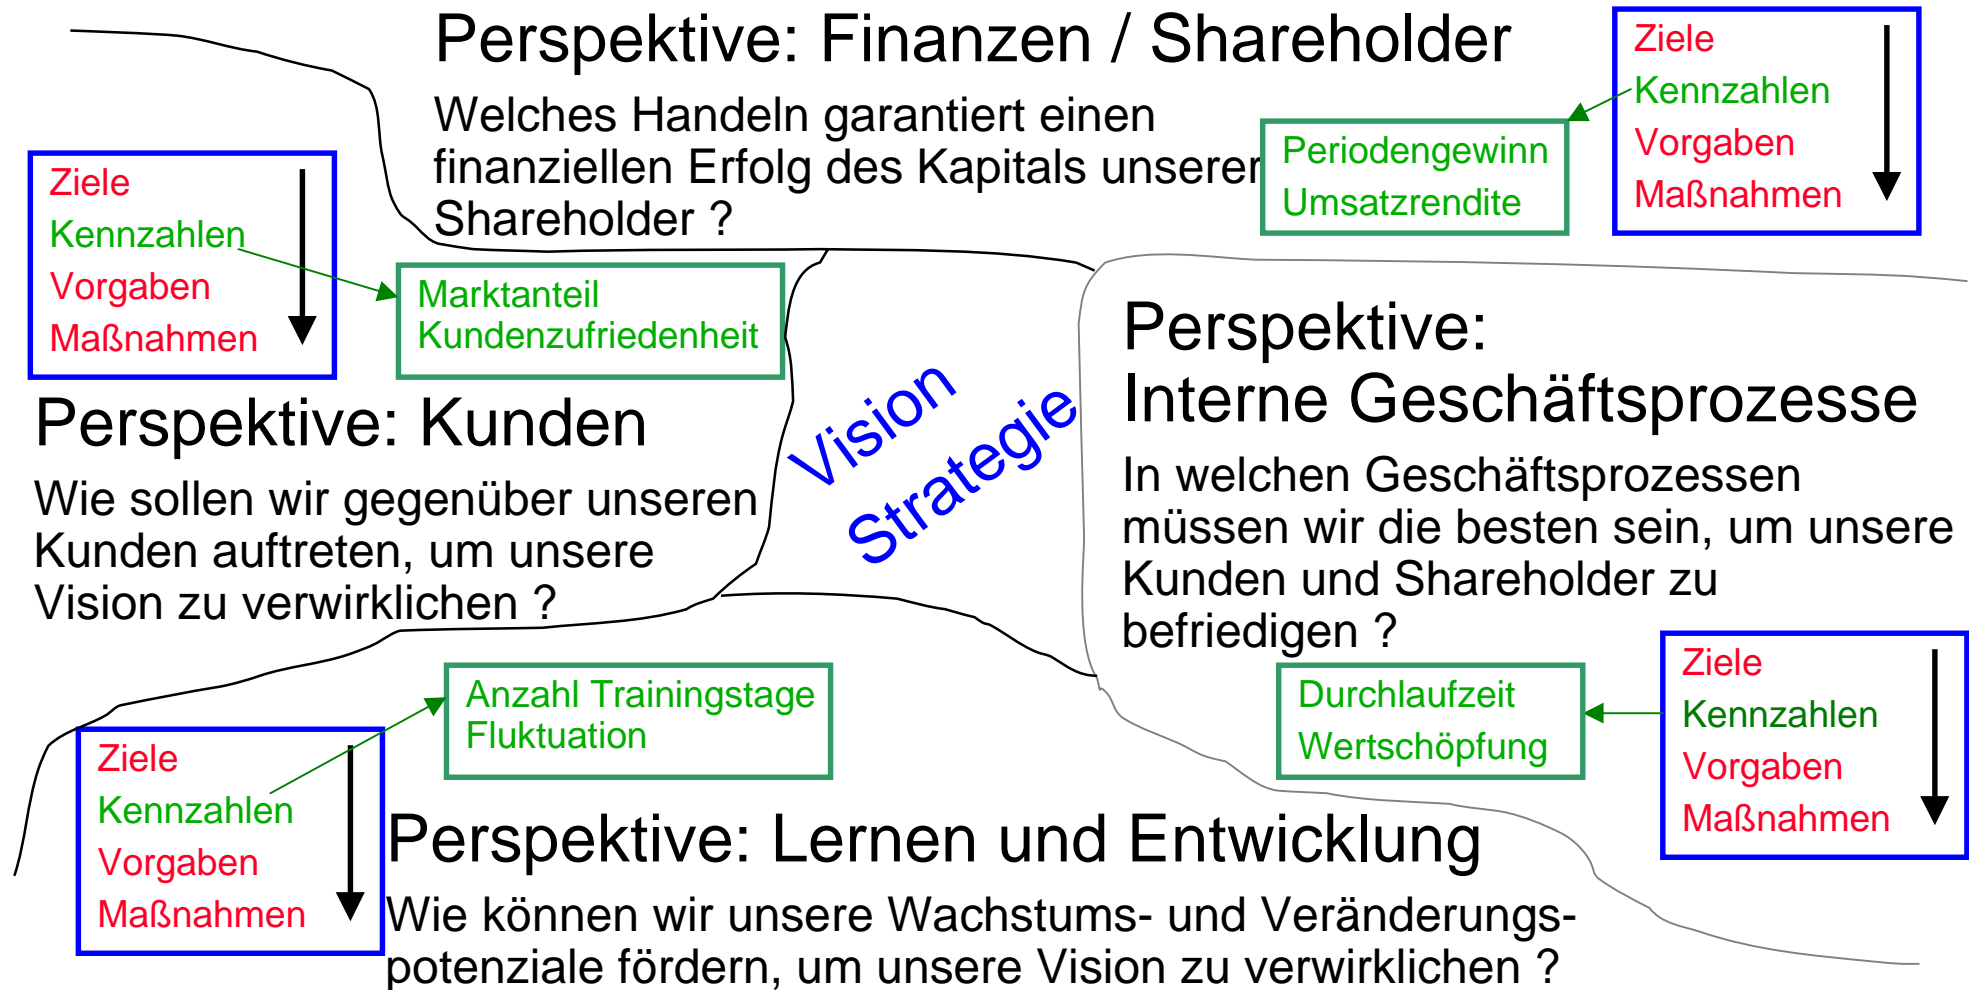 Perspektive: Finanzen / Shareholder
Welches Handeln garantiert einen
finanziellen Erfolg des Kapitals unserer
Shareholder ?
Periodengewinn
Umsatzrendite
Ziele
Kennzahlen
Vorgaben
Maßnahmen
Ziele
Kennzahlen
Vorgaben
Maßnahmen
Marktanteil
Kundenzufriedenheit
Perspektive: Kunden
Wie sollen wir gegenüber unseren
Kunden auftreten, um unsere
Vision zu verwirklichen ?
Vision
Strategie
Perspektive:
Interne Geschäftsprozesse
In welchen Geschäftsprozessen
müssen wir die besten sein, um unsere
Kunden und Shareholder zu
befriedigen ?
Durchlaufzeit
Wertschöpfung
Ziele
Kennzahlen
Vorgaben
Maßnahmen
Anzahl Trainingstage
Fluktuation
Ziele
Kennzahlen
Vorgaben
Maßnahmen
Perspektive: Lernen und Entwicklung
Wie können wir unsere Wachstums- und Veränderungs-
potenziale fördern, um unsere Vision zu verwirklichen ?